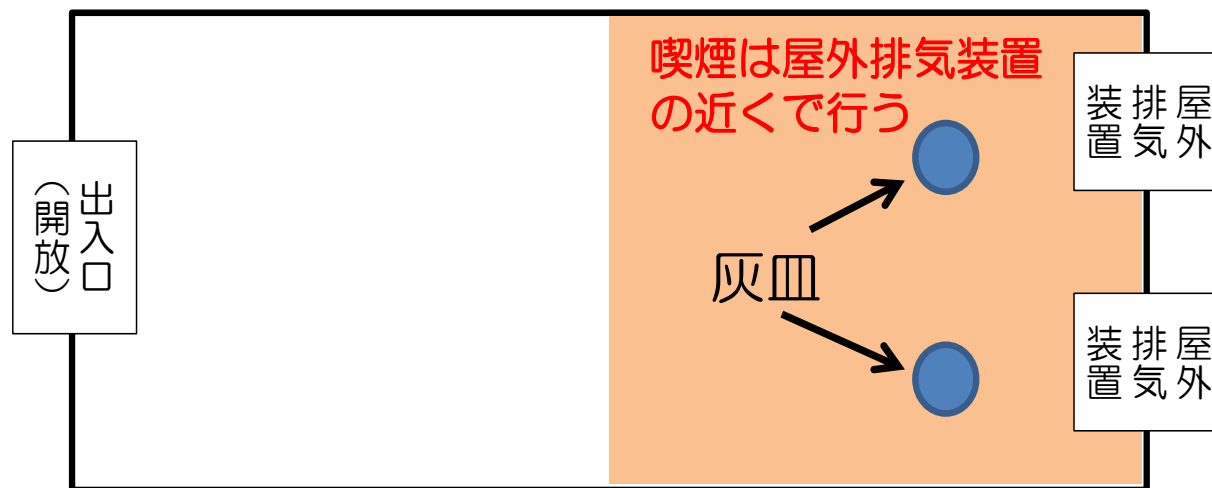 喫煙は屋外排気装置
の近くで行う
屋外
排気
装置
出入口
(開放)
灰皿
屋外
排気
装置